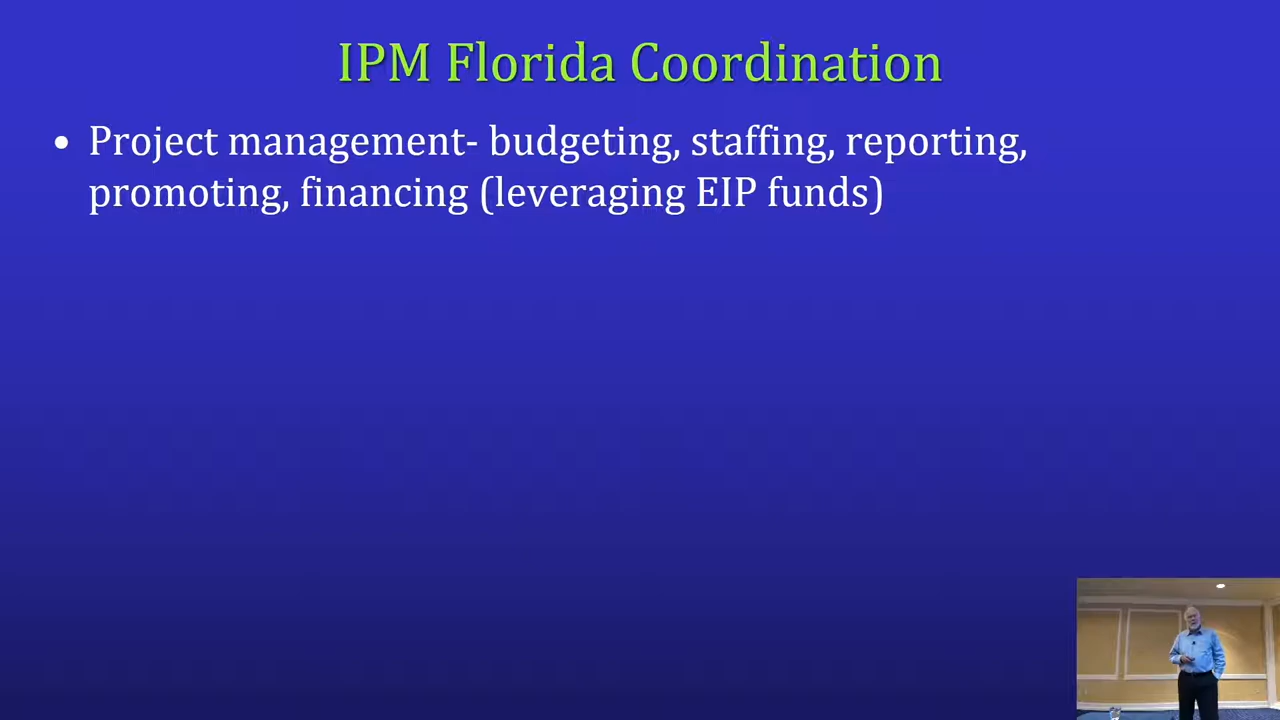 IPM Florida Coordination
• Project management- budgeting, staffing, reporting,
promoting, financing (leveraging EIP funds)